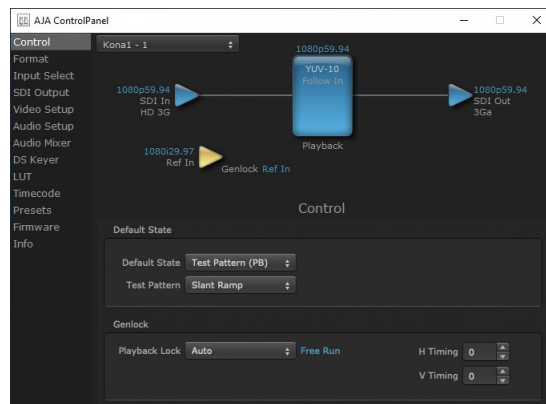 AJA ControlPanel
Control
Format
Input Select
SDI Output
Video Setup
Audio Setup
Audio Mixer
DS Keyer
LUT
Timecode
Presets
Firmware
Info
Kona1 - 1
1080p59.94
YUV-10
Follow In
1080p59.94
SDI In
HD 3G
1080p59.94
SDI Out
3Ga
Playback
1080i29.97
Ref In
Genlock Ref In
Control
Default State
Default State Test Pattern (PB)
Test Pattern Slant Ramp
Genlock
Playback Lock Auto Free Run H Timing 0
V Timing 0